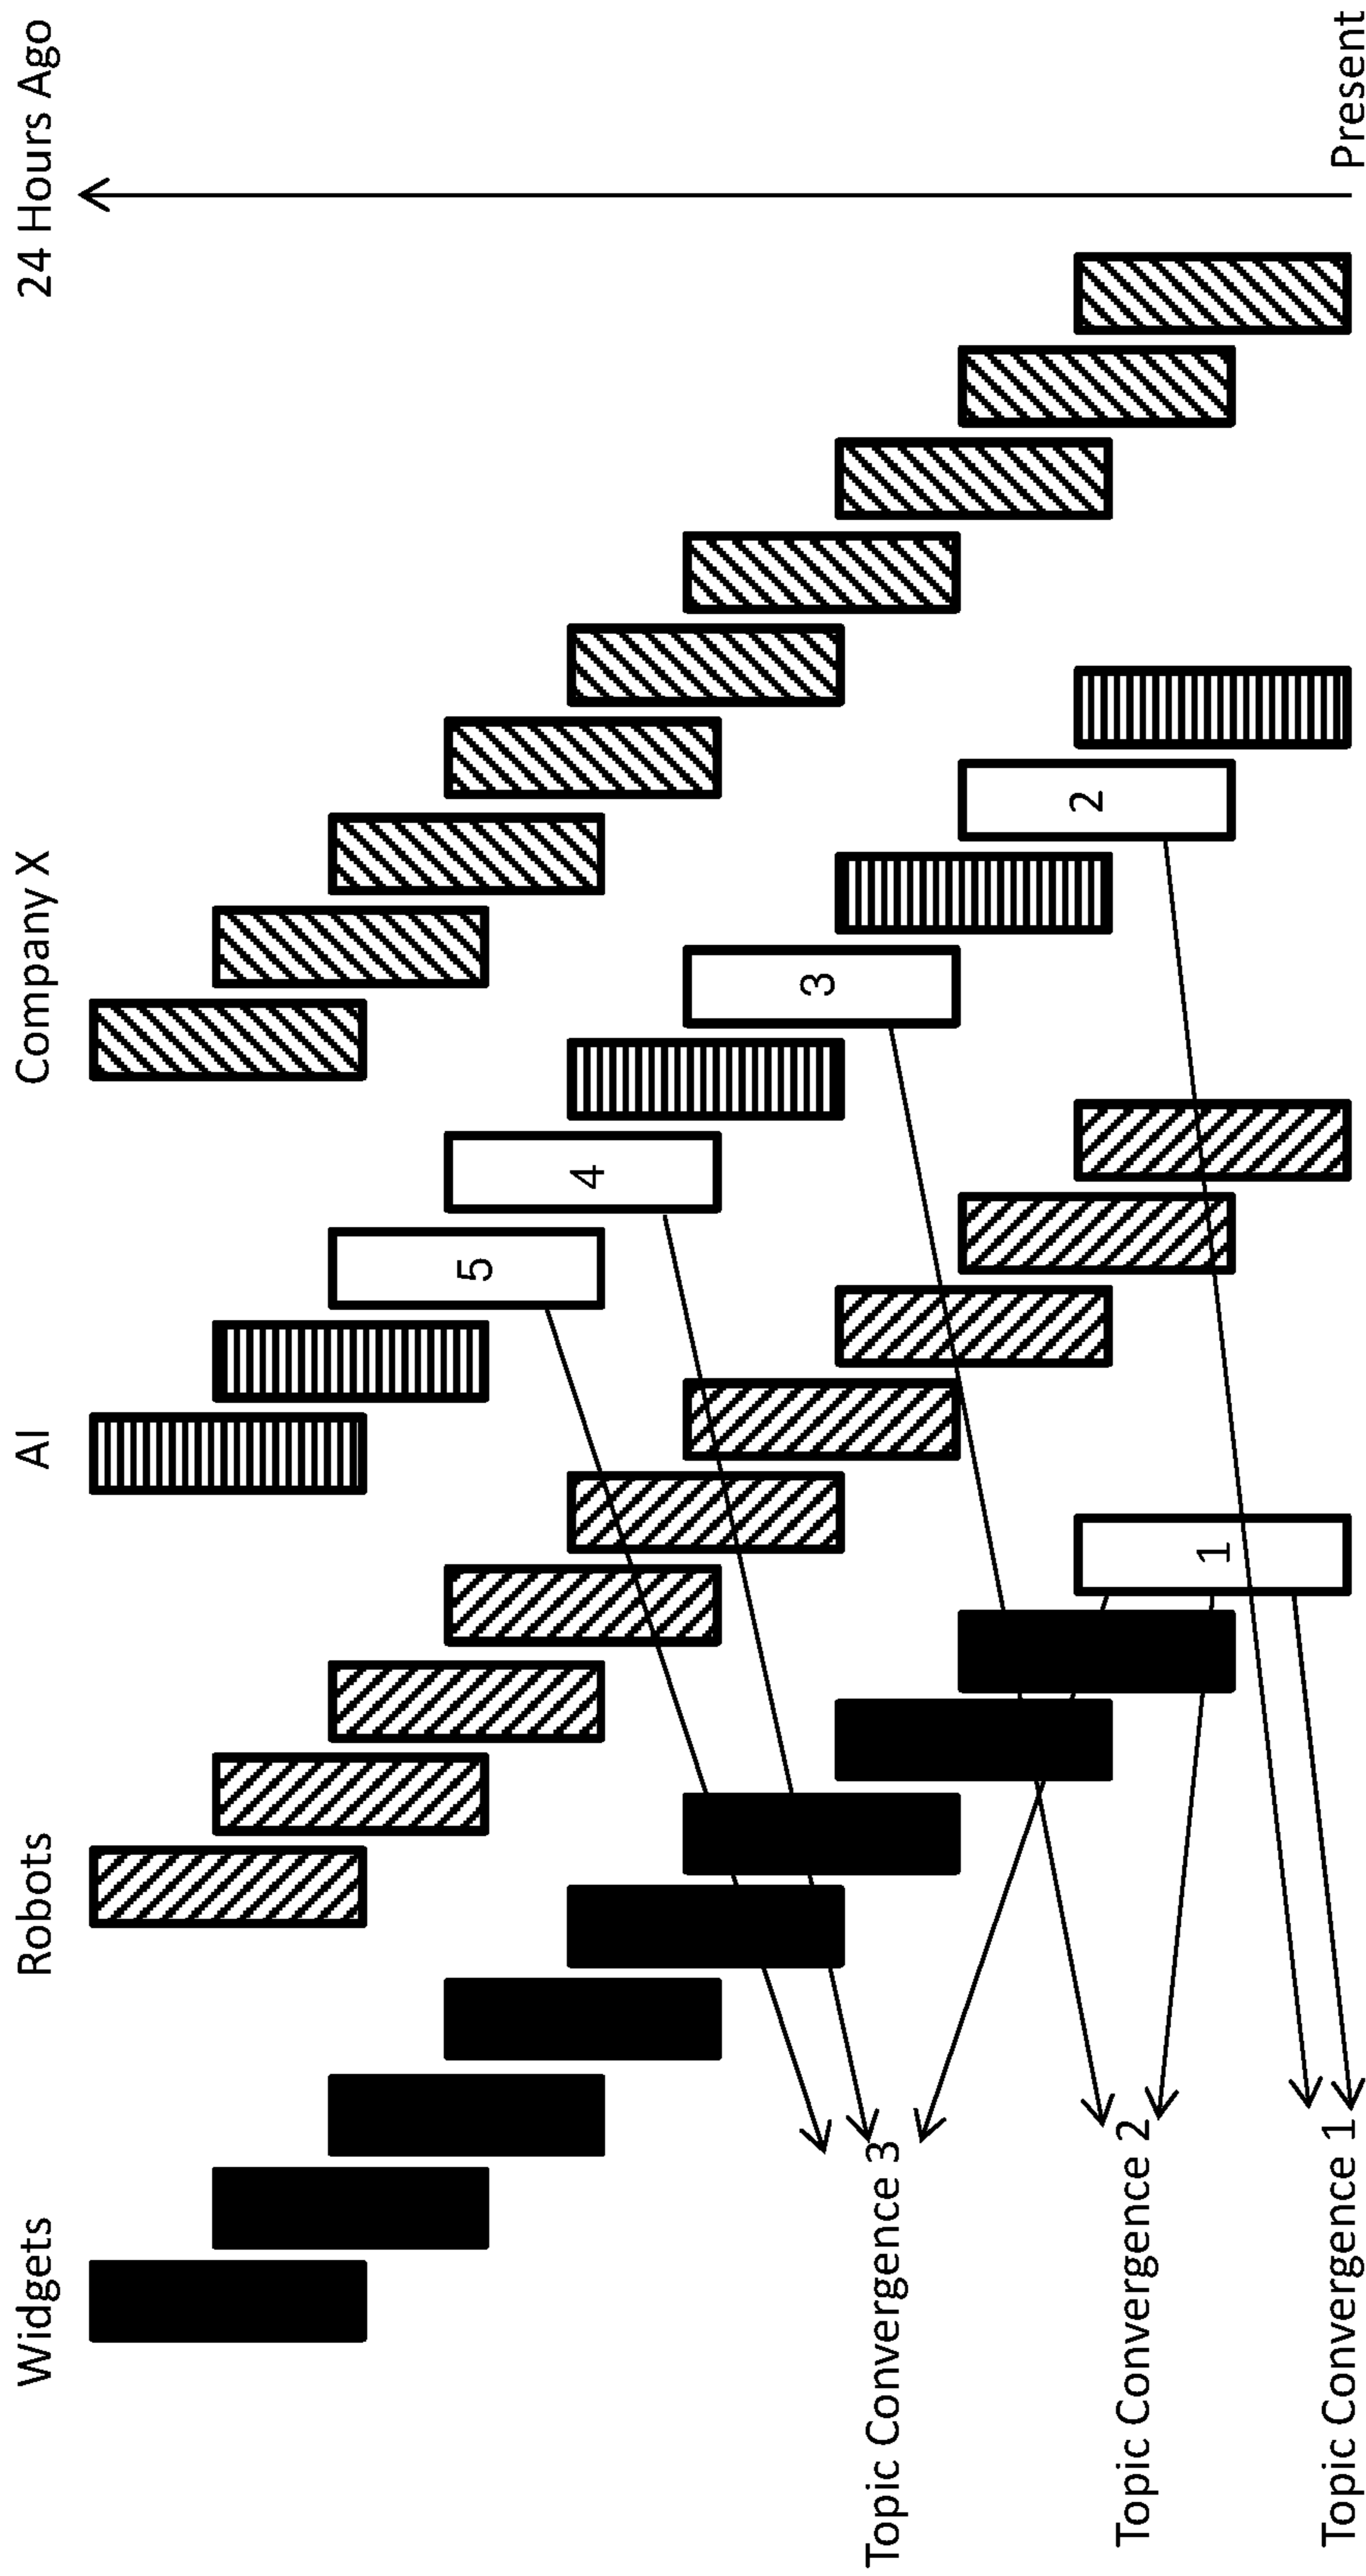 Widgets
Robots
AI
Company X
24 Hours Ago
5
4
3
2
1
Topic Convergence 3
Topic Convergence 2
Topic Convergence 1
Present